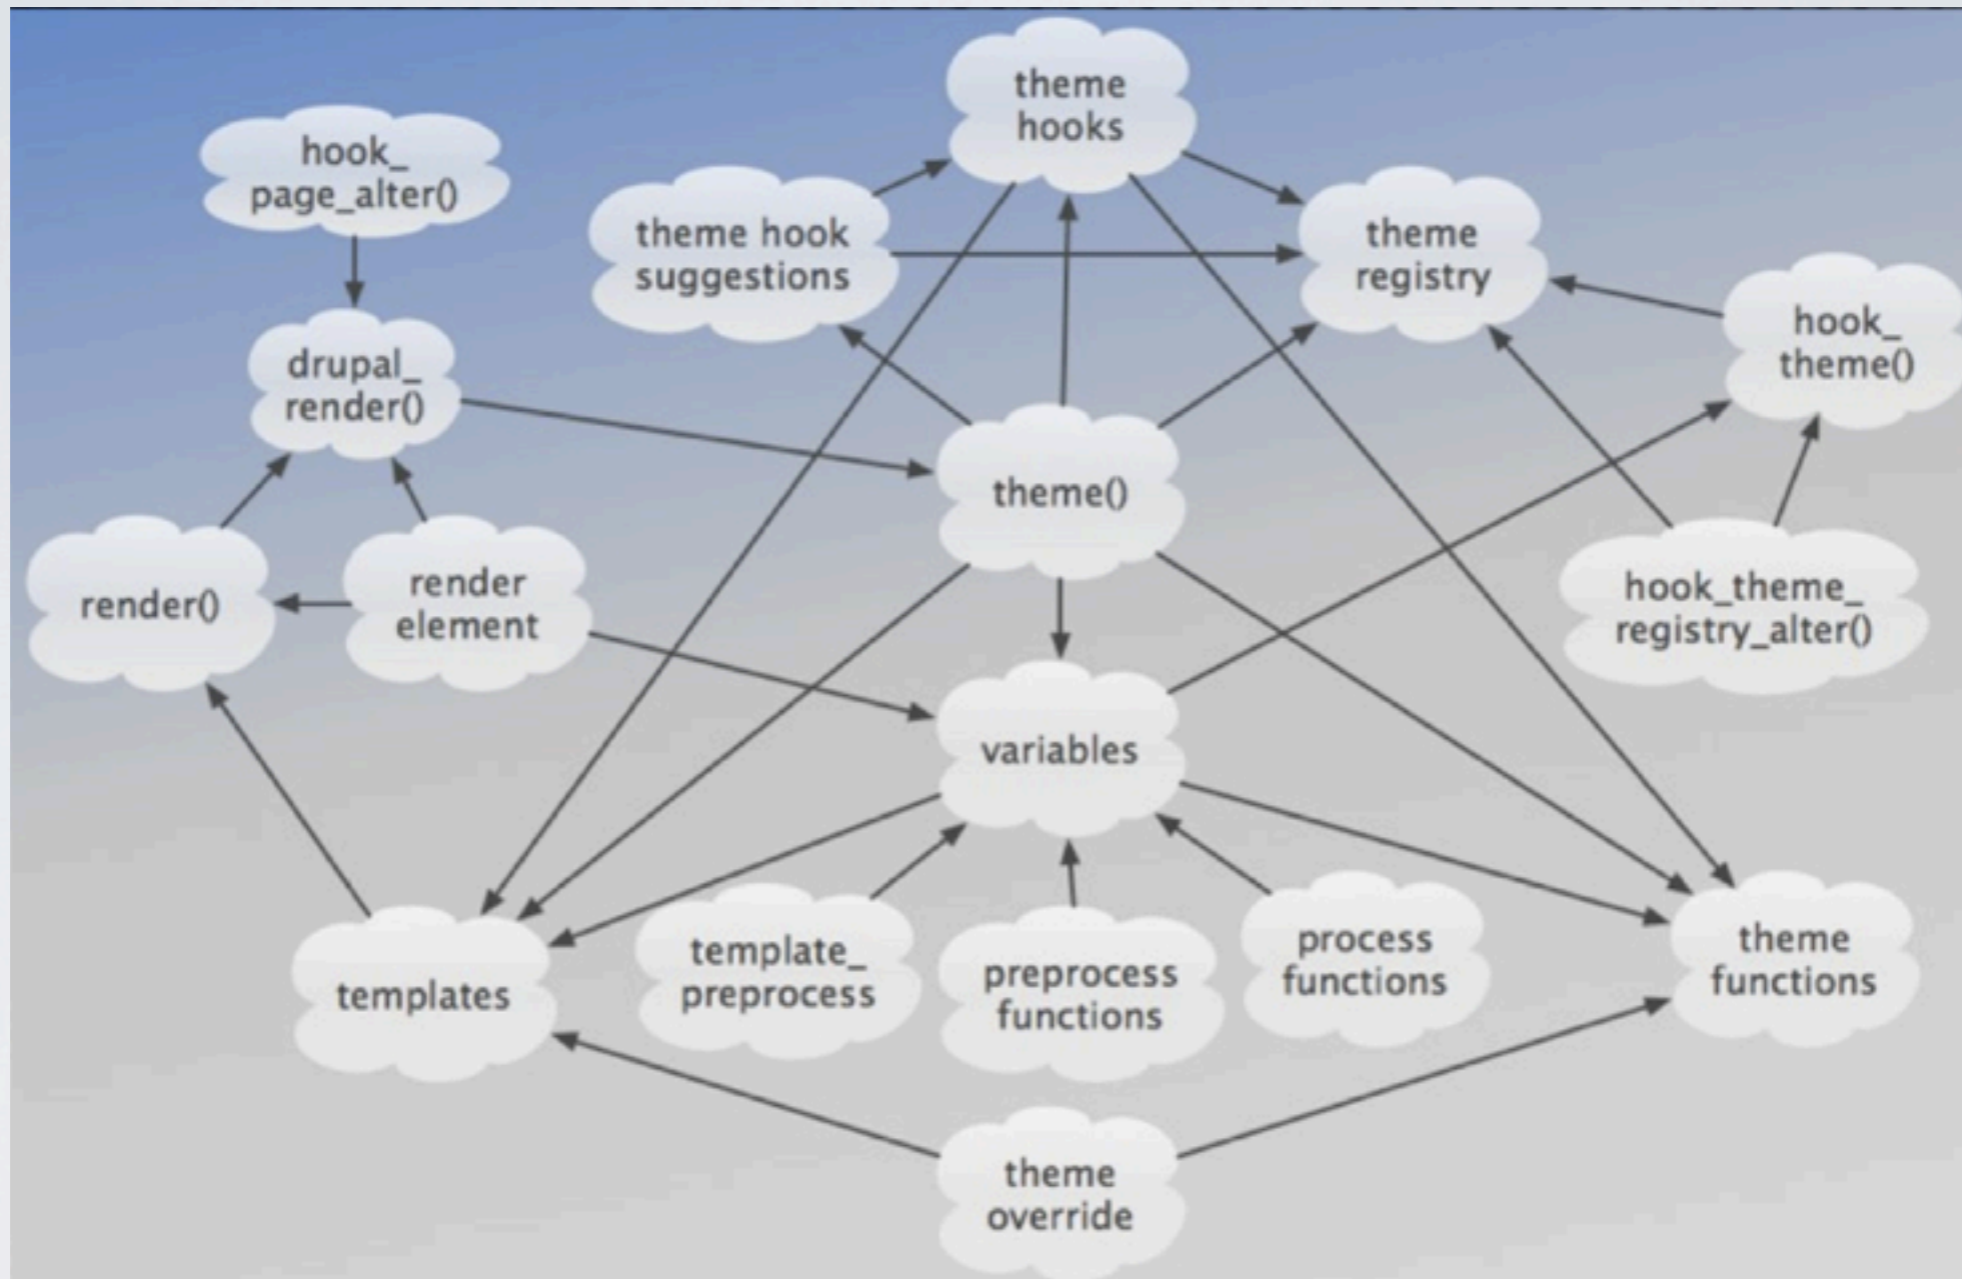 theme
hooks
hook_
page_alter()
theme hook
suggestions
theme
registry
hook_
theme()
drupal_
render()
theme()
render()
render
element
hook_theme_
registry_alter()
variables
templates
template_
preprocess
preprocess
functions
process
functions
theme
functions
theme
override